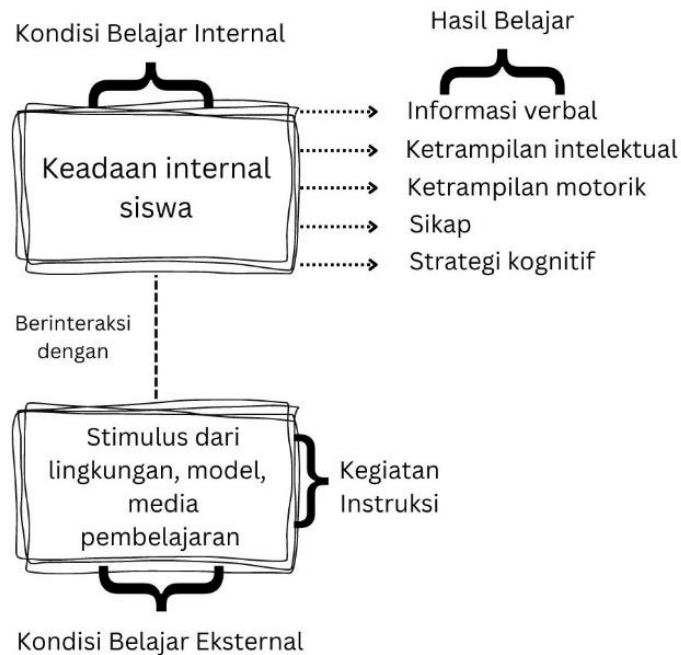 Kondisi Belajar Internal
Hasil Belajar
Keadaan internal
siswa
Informasi verbal
Ketrampilan intelektual
Ketrampilan motorik
Sikap
Strategi kognitif
Berinteraksi
dengan
Stimulus dari
lingkungan, model,
media
pembelajaran
Kegiatan
Instruksi
Kondisi Belajar Eksternal